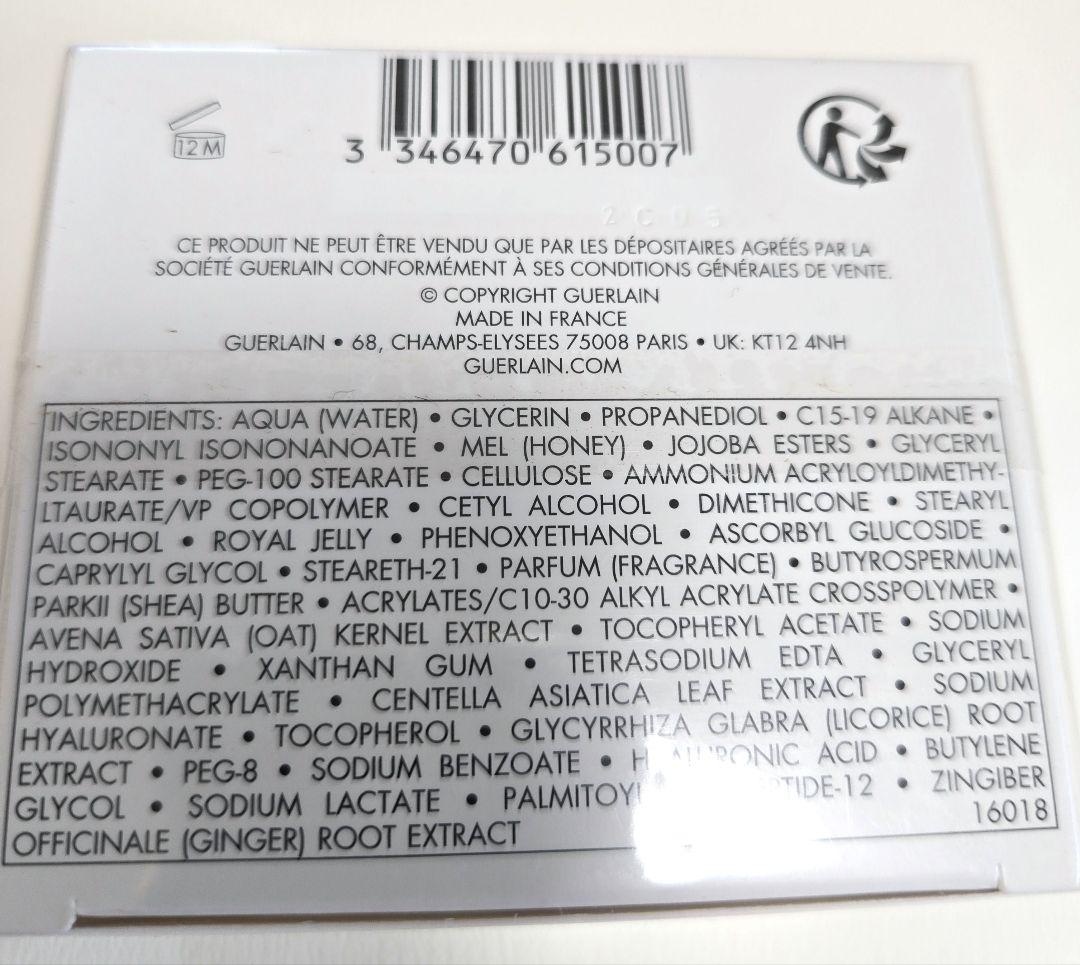 12 M
3 346470 615007
2C05
CE PRODUIT NE PEUT ÊTRE VENDU QUE PAR LES DÉPOSITAIRES AGRÉÉS PAR LA
SOCIÉTÉ GUERLAIN CONFORMÉMENT À SES CONDITIONS GÉNÉRALES DE VENTE.
© COPYRIGHT GUERLAIN
MADE IN FRANCE
GUERLAIN • 68, CHAMPS-ELYSEES 75008 PARIS • UK: KT12 4NH
GUERLAIN.COM
INGREDIENTS: AQUA (WATER) • GLYCERIN • PROPANEDIOL • C15-19 ALKANE •
ISONONYL ISONONANOATE • MEL (HONEY) • JOJOBA ESTERS • GLYCERYL
STEARATE • PEG-100 STEARATE • CELLULOSE • AMMONIUM ACRYLOYLDIMETHY-
LTAURATE/VP COPOLYMER • CETYL ALCOHOL • DIMETHICONE • STEARYL
ALCOHOL • ROYAL JELLY • PHENOXYETHANOL • ASCORBYL GLUCOSIDE •
CAPRYLYL GLYCOL • STEARETH-21 • PARFUM (FRAGRANCE) • BUTYROSPERMUM
PARKII (SHEA) BUTTER • ACRYLATES/C10-30 ALKYL ACRYLATE CROSSPOLYMER •
AVENA SATIVA (OAT) KERNEL EXTRACT • TOCOPHERYL ACETATE • SODIUM
HYDROXIDE • XANTHAN GUM • TETRASODIUM EDTA • GLYCERYL
POLYMETHACRYLATE • CENTELLA ASIATICA LEAF EXTRACT • SODIUM
HYALURONATE • TOCOPHEROL • GLYCYRRHIZA GLABRA (LICORICE) ROOT
EXTRACT • PEG-8 • SODIUM BENZOATE • HYALURONIC ACID • BUTYLENE
GLYCOL • SODIUM LACTATE • • ZINGIBER
OFFICINALE (GINGER) ROOT EXTRACT 16018